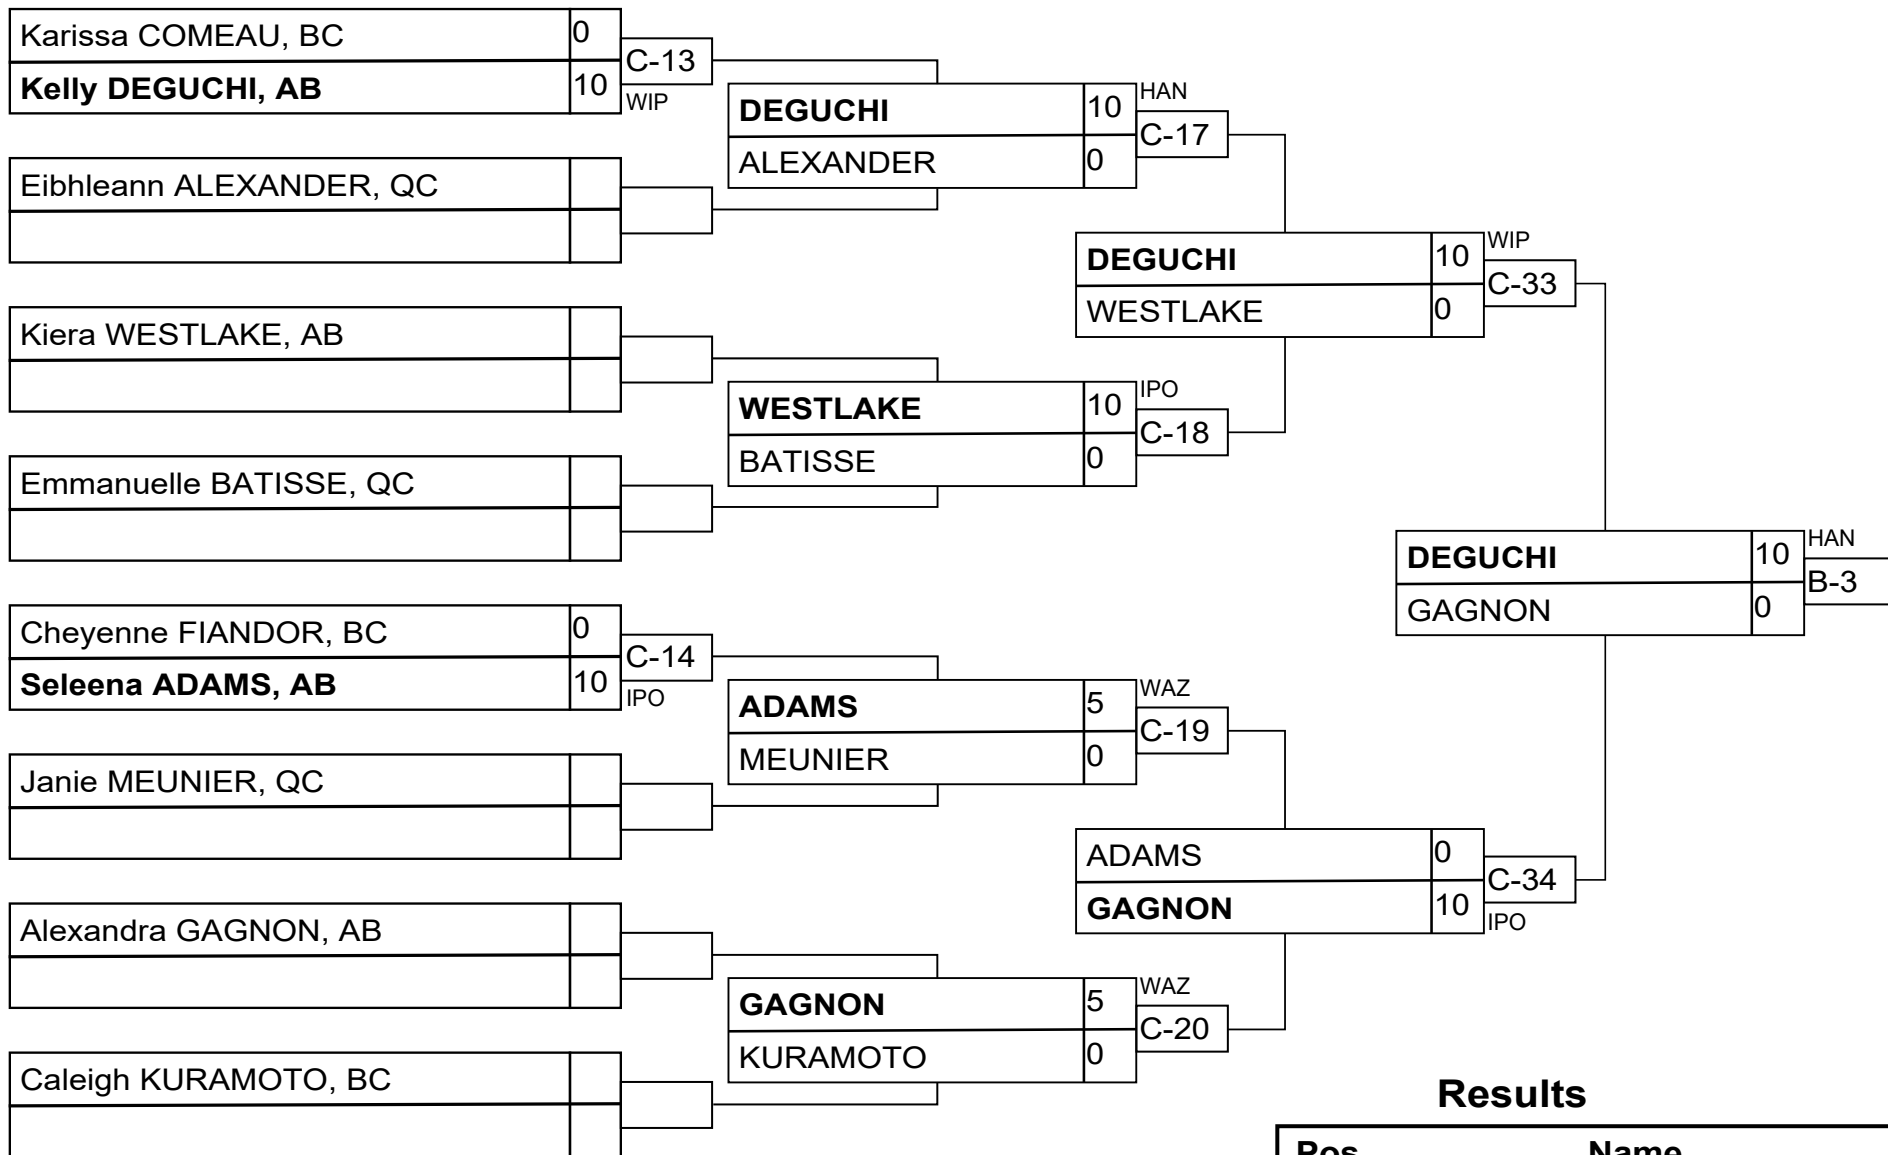 Karissa COMEAU, BC 0
C-13
Kelly DEGUCHI, AB 10
WIP
Eibhleann ALEXANDER, QC
Kiera WESTLAKE, AB
Emmanuelle BATISSE, QC
Cheyenne FIANDOR, BC 0
C-14
Seleena ADAMS, AB 10
IPO
Janie MEUNIER, QC
Alexandra GAGNON, AB
Caleigh KURAMOTO, BC
DEGUCHI 10
HAN
C-17
ALEXANDER 0
WESTLAKE 10
IPO
C-18
BATISSE 0
ADAMS 5
WAZ
C-19
MEUNIER 0
GAGNON 5
WAZ
C-20
KURAMOTO 0
DEGUCHI 10
WIP
C-33
WESTLAKE 0
ADAMS 0
C-34
GAGNON 10
IPO
DEGUCHI 10
HAN
B-3
GAGNON 0
Results
Pos Name